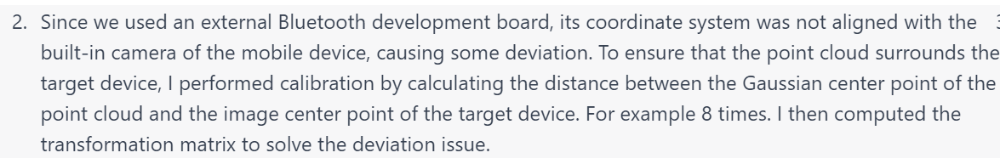 2. Since we used an external Bluetooth development board, its coordinate system was not aligned with the
built-in camera of the mobile device, causing some deviation. To ensure that the point cloud surrounds the
target device, I performed calibration by calculating the distance between the Gaussian center point of the
point cloud and the image center point of the target device. For example 8 times. I then computed the
transformation matrix to solve the deviation issue.